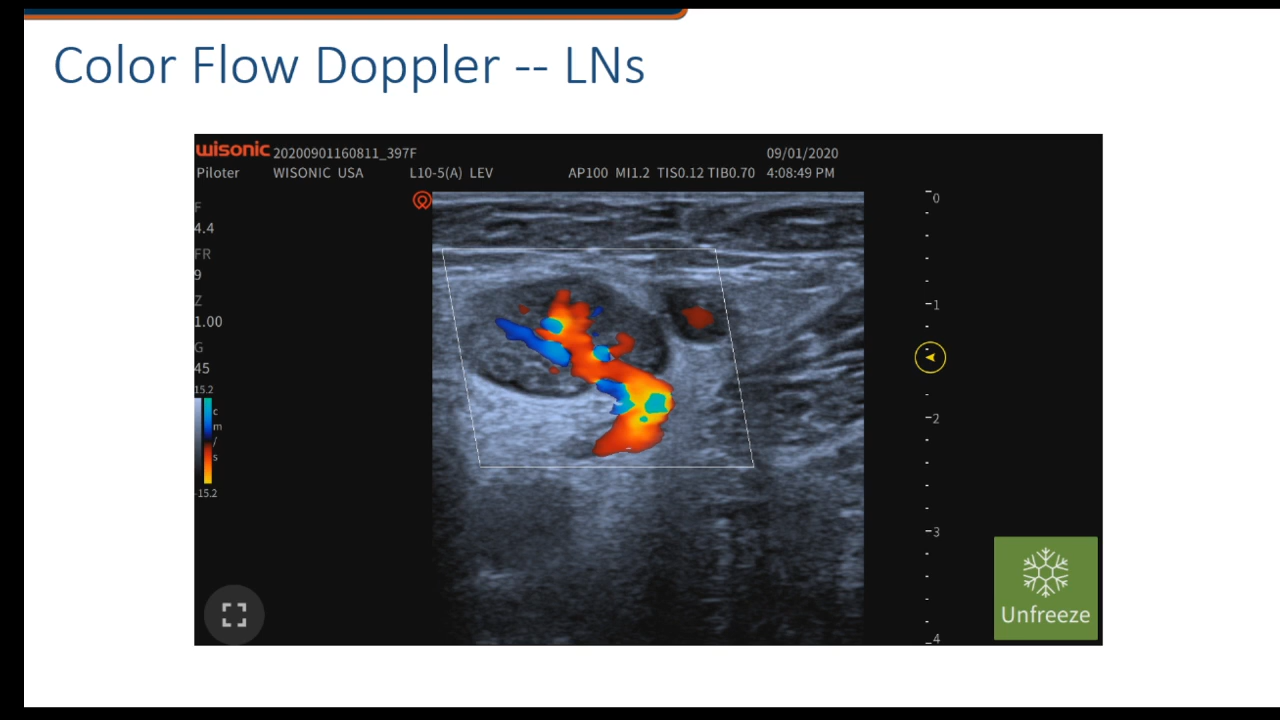 Color Flow Doppler -- LNs
wisonic 20200901160811_397F 09/01/2020
Piloter WISONIC USA L10-5(A) LEV AP100 MI1.2 TIS0.12 TIB0.70 4:08:49 PM
F
4.4
FR
9
Z
1.00
G
45
15.2
c
m
/
s
-15.2
0
1
2
3
4
Unfreeze